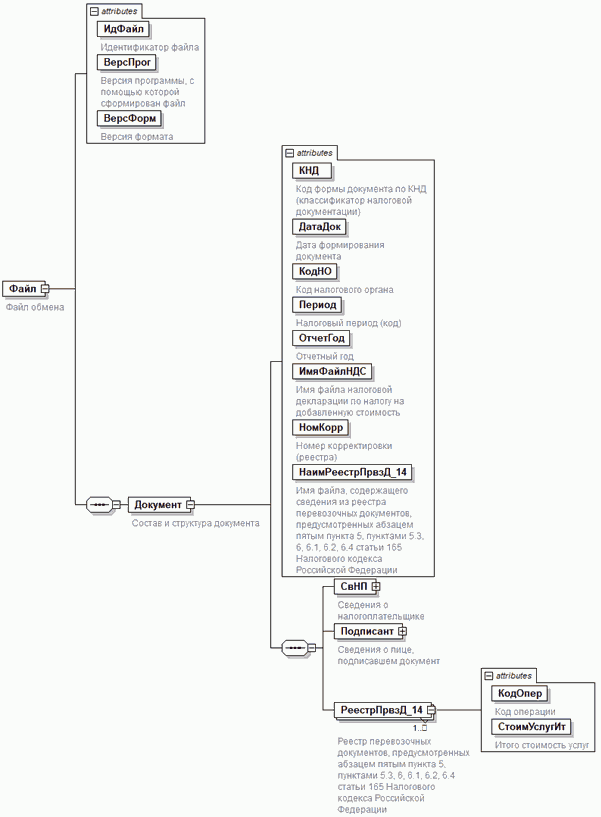 attributes
ИдФайл
Идентификатор файла
ВерсПрог
Версия программы, с
помощью которой
сформирован файл
ВерсФорм
Версия формата
Файл
Файл обмена
Документ
Состав и структура документа
attributes
КНД
Код формы документа по КНД
(классификатор налоговой
документации)
ДатаДок
Дата формирования
документа
КодНО
Код налогового органа
Период
Налоговый период (код)
ОтчетГод
Отчетный год
ИмяФайлНДС
Имя файла налоговой
декларации по налогу на
добавленную стоимость
НомКорр
Номер корректировки
(реестра)
НаимРеестрПрвзД_14
Имя файла, содержащего
сведения из реестра
перевозочных документов,
предусмотренных абзацем
пятым пункта 5, пунктами 5.3,
6, 6.1, 6.2, 6.4 статьи 165
Налогового кодекса
Российской Федерации
СвНП
Сведения о
налогоплательщике
Подписант
Сведения о лице,
подписавшем документ
РеестрПрвзД_14
1..
Реестр перевозочных
документов, предусмотренных
абзацем пятым пункта 5,
пунктами 5.3, 6, 6.1, 6.2, 6.4
статьи 165 Налогового
кодекса Российской
Федерации
attributes
КодОпер
Код операции
СтоимУслугИт
Итого стоимость услуг